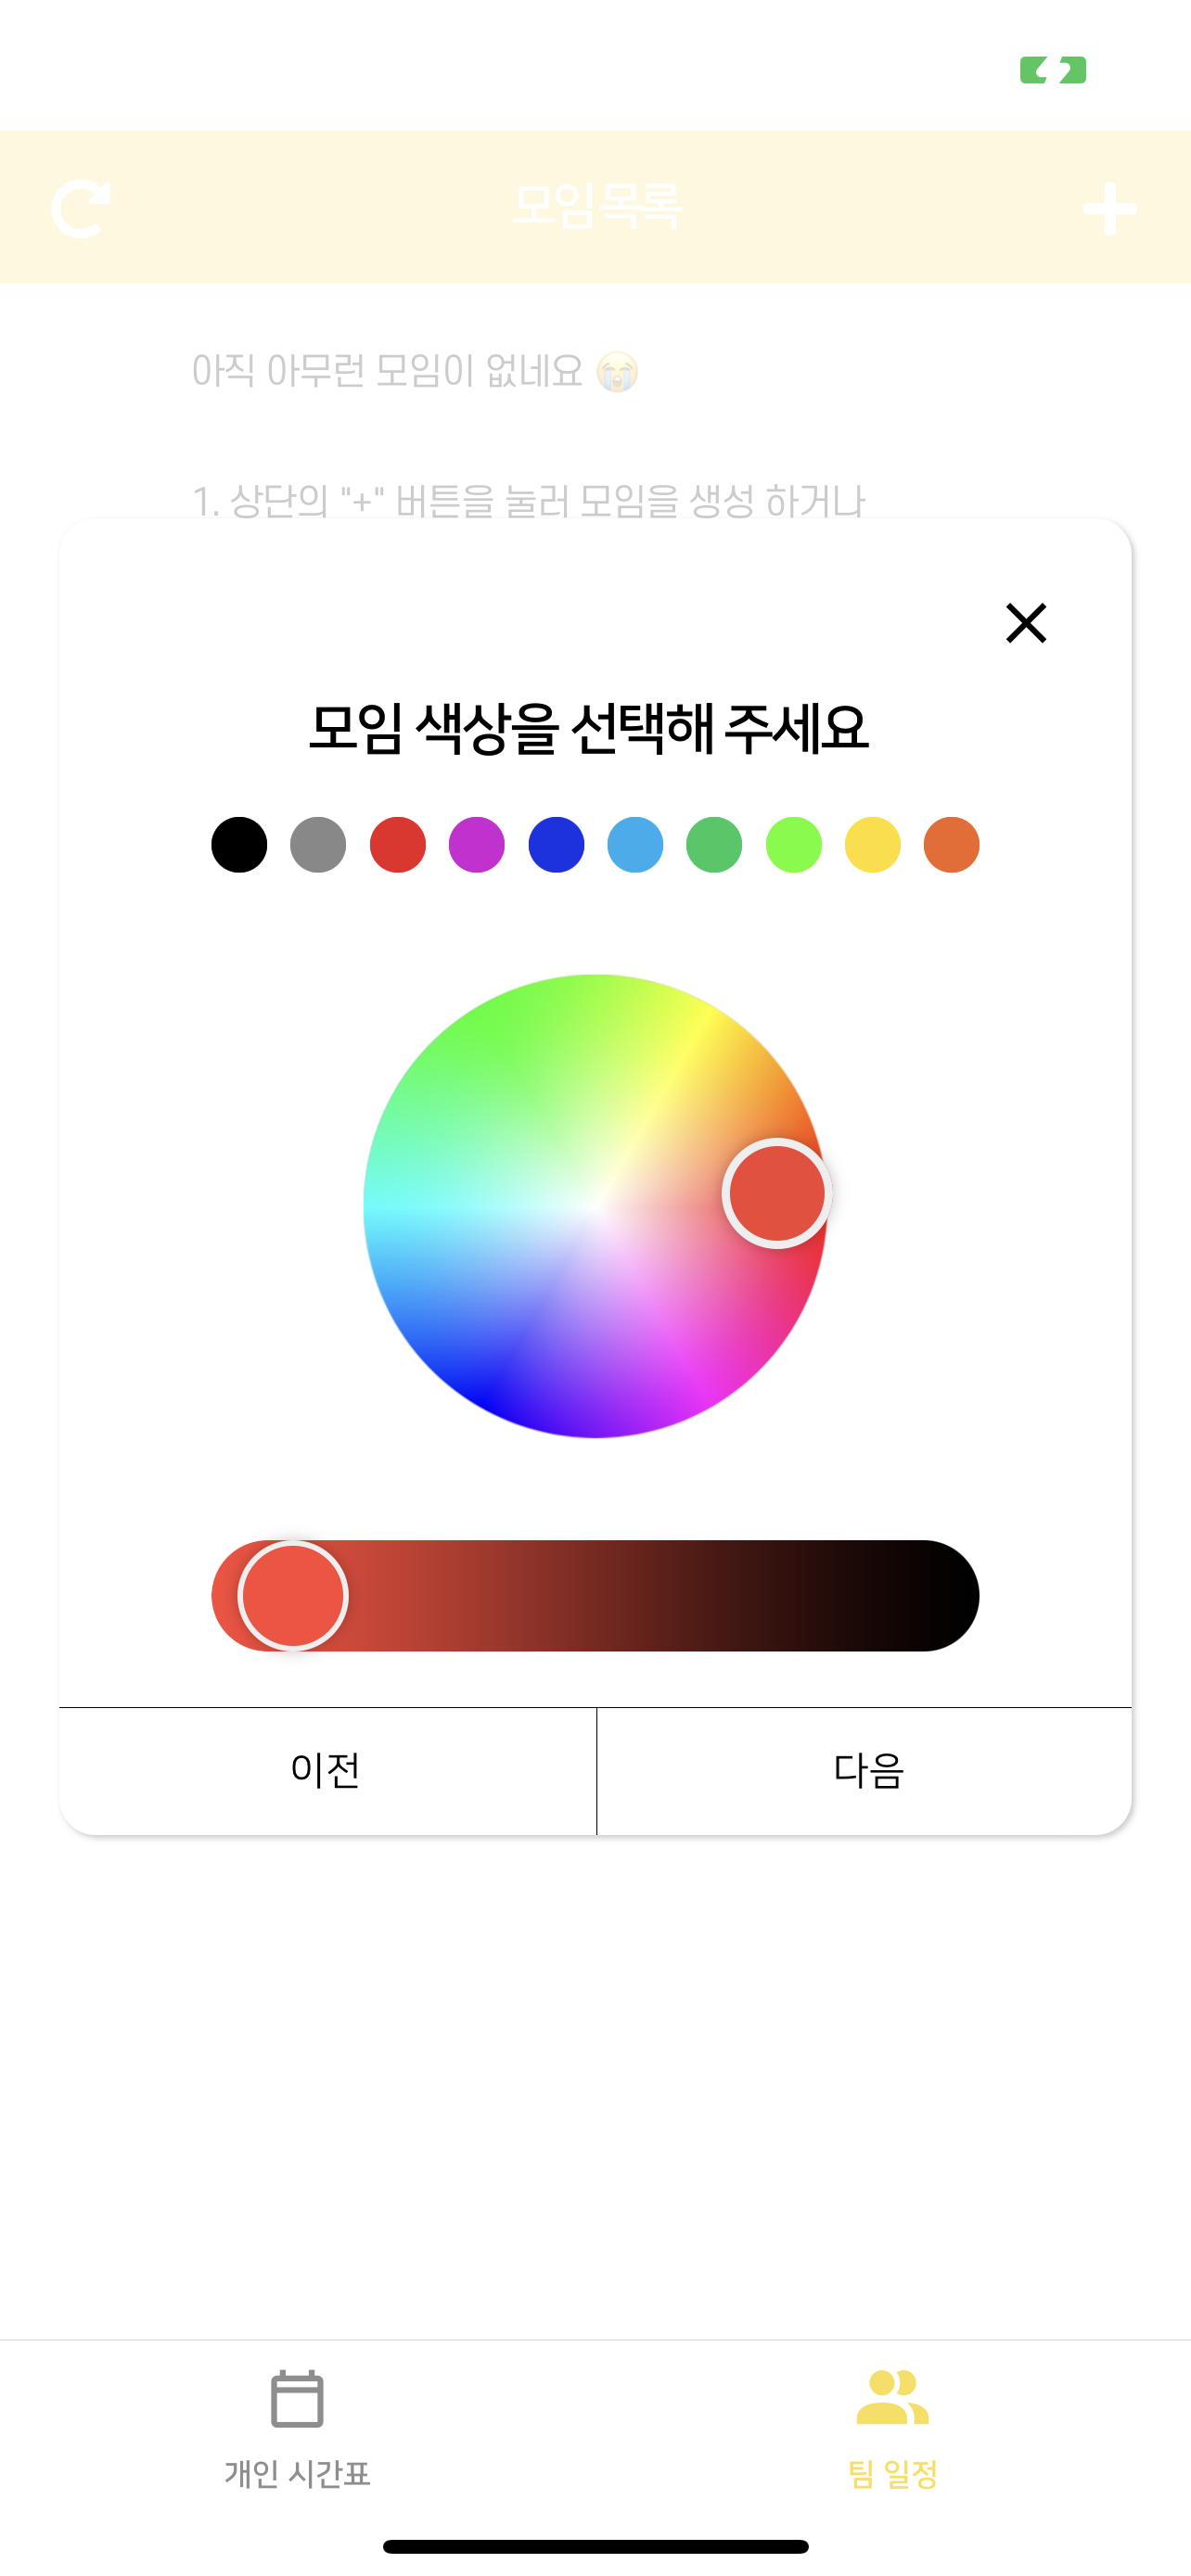 모임목록
아직 아무런 모임이 없네요 😭
1. 상단의 "+" 버튼을 눌러 모임을 생성 하거나
모임 색상을 선택해 주세요
이전
다음
개인 시간표
팀 일정